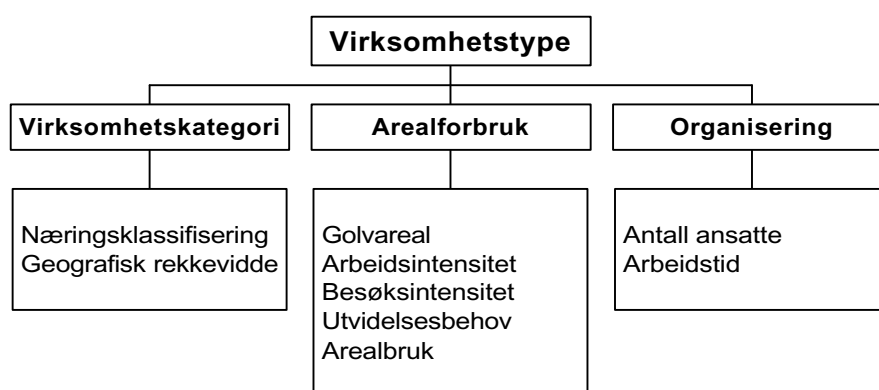 Virksomhetstype
Virksomhetskategori
Arealforbruk
Organisering
Næringsklassifisering
Geografisk rekkevidde
Golvareal
Arbeidsintensitet
Besøksintensitet
Utvidelsesbehov
Arealbruk
Antall ansatte
Arbeidstid